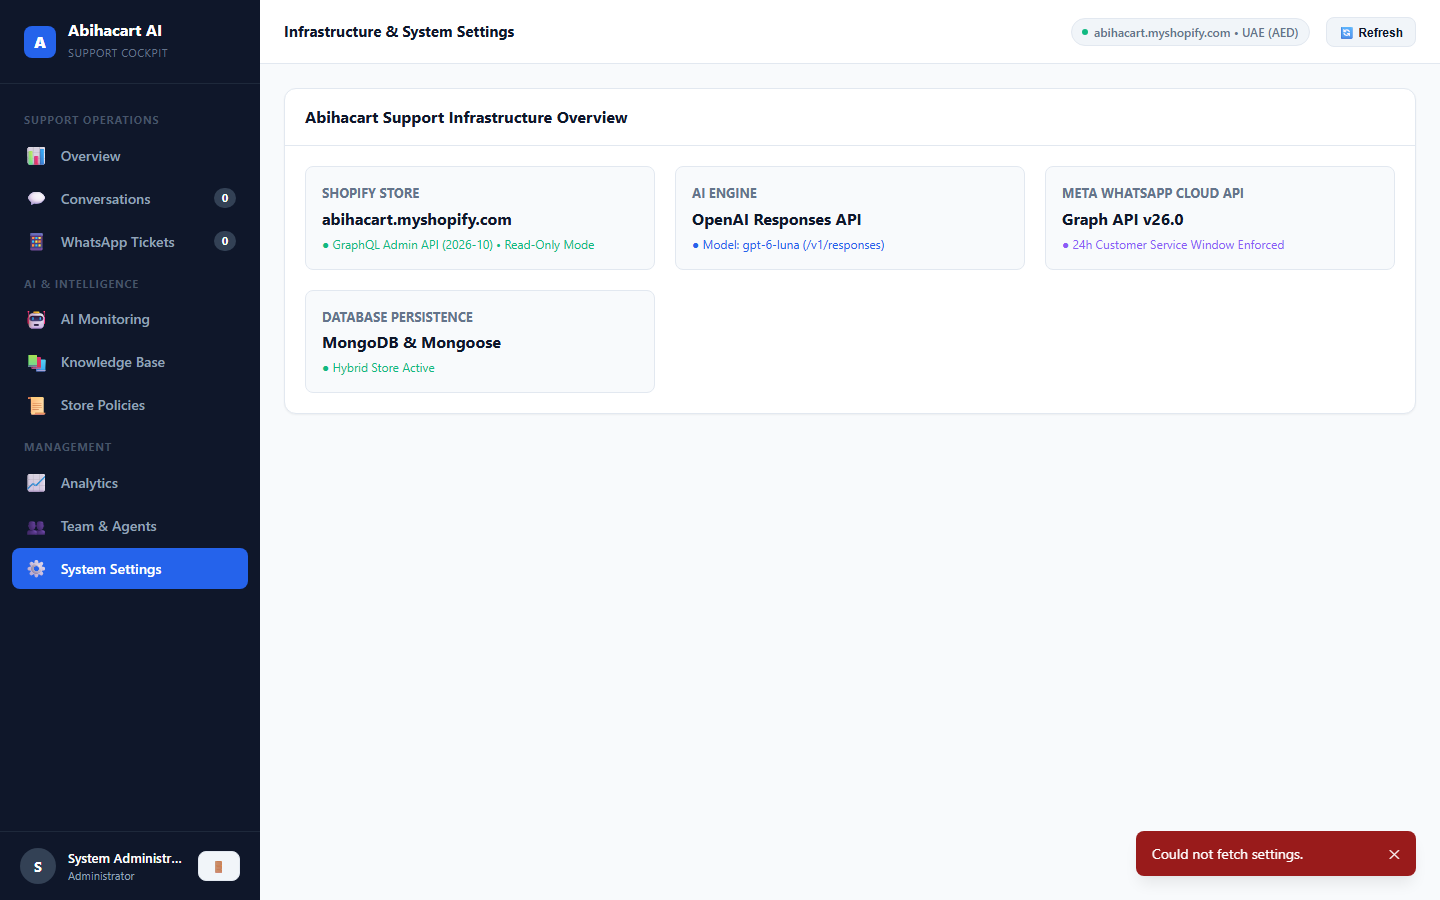 A
Abihacart AI
SUPPORT COCKPIT
SUPPORT OPERATIONS
Overview
Conversations 0
WhatsApp Tickets 0
AI & INTELLIGENCE
AI Monitoring
Knowledge Base
Store Policies
MANAGEMENT
Analytics
Team & Agents
System Settings
S
System Administr...
Administrator
Infrastructure & System Settings
● abihacart.myshopify.com • UAE (AED)
Refresh
Abihacart Support Infrastructure Overview
SHOPIFY STORE
abihacart.myshopify.com
● GraphQL Admin API (2026-10) • Read-Only Mode
AI ENGINE
OpenAI Responses API
● Model: gpt-6-luna (/v1/responses)
META WHATSAPP CLOUD API
Graph API v26.0
● 24h Customer Service Window Enforced
DATABASE PERSISTENCE
MongoDB & Mongoose
● Hybrid Store Active
Could not fetch settings. ✕